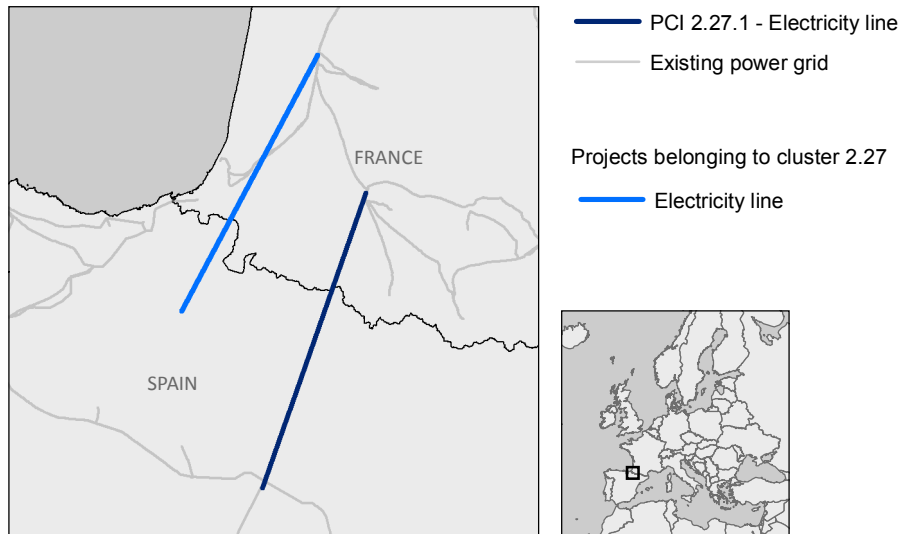 PCI 2.27.1 - Electricity line
Existing power grid
Projects belonging to cluster 2.27
Electricity line
FRANCE
SPAIN